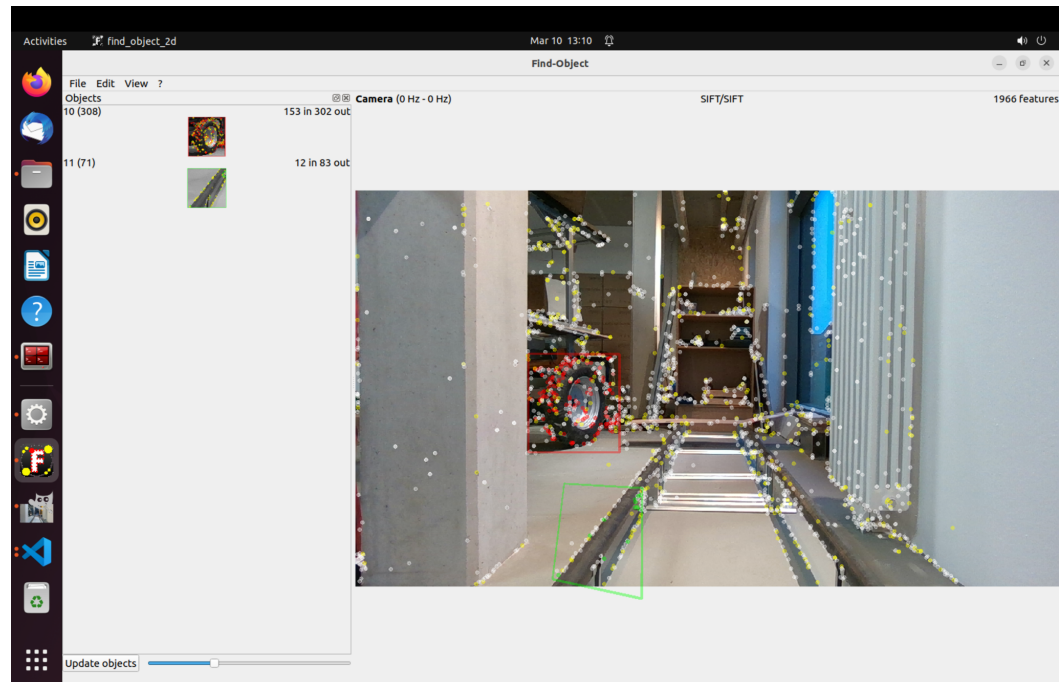 Activities find_object_2d Mar 10 13:10
Find-Object
File Edit View ?
Objects Camera (0 Hz - 0 Hz) SIFT/SIFT 1966 features
10 (308) 153 in 302 out
11 (71) 12 in 83 out
Update objects